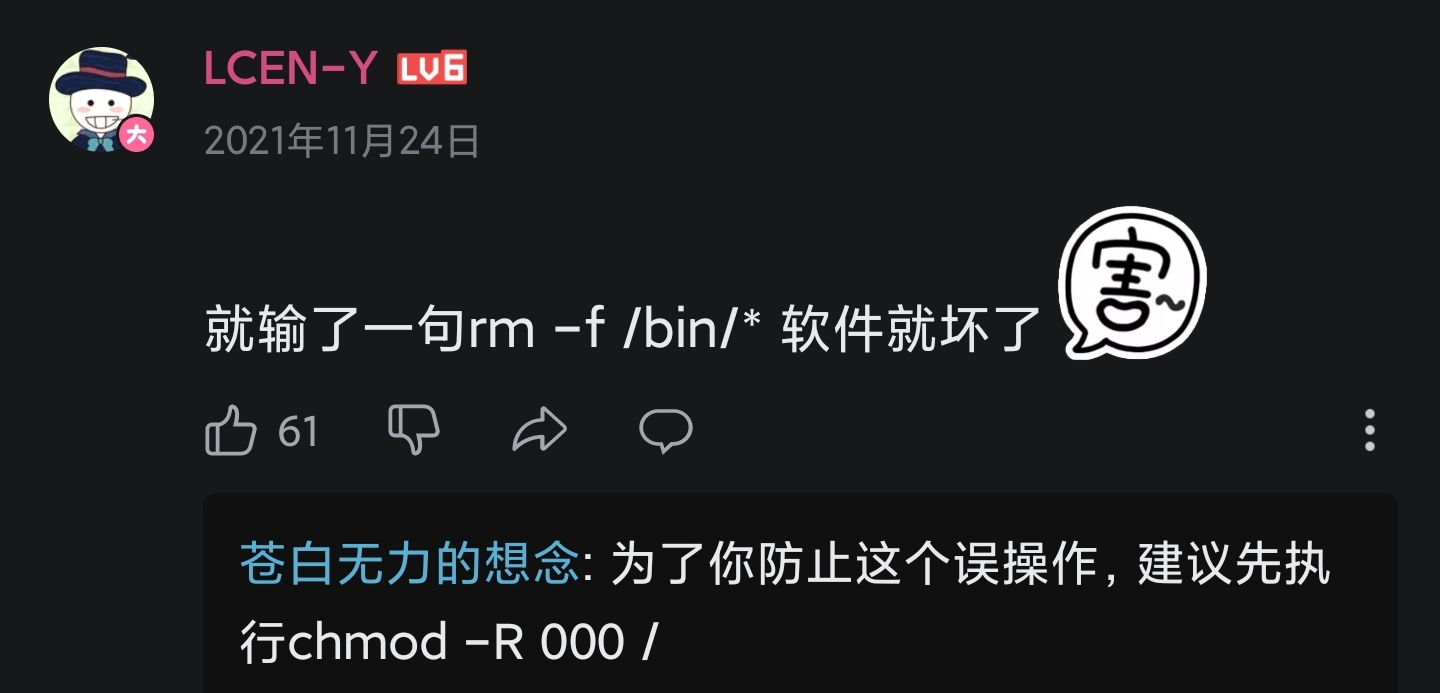 LCEN-Y LV6
大
2021年11月24日
就输了一句rm -f /bin/* 软件就坏了 害~
61
苍白无力的想念: 为了你防止这个误操作, 建议先执
行chmod -R 000 /